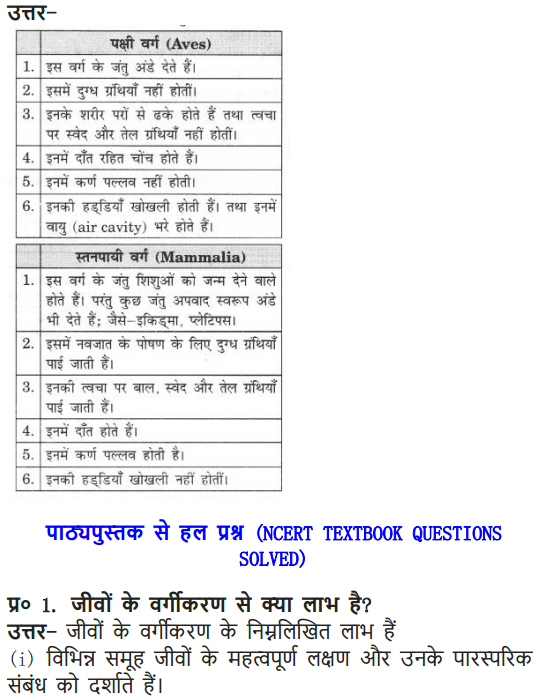 उत्तर–
पक्षी वर्ग (Aves)
1. इस वर्ग के जंतु अंडे देते हैं।
2. इसमें दुग्ध ग्रंथियाँ नहीं होतीं।
3. इनके शरीर परों से ढके होते हैं तथा त्वचा
पर स्वेद और तेल ग्रंथियाँ नहीं होतीं।
4. इनमें दाँत रहित चोंच होते हैं।
5. इनमें कर्ण पल्लव नहीं होती।
6. इनकी हड्डियाँ खोखली होती हैं। तथा इनमें
वायु (air cavity) भरे होते हैं।
स्तनपायी वर्ग (Mammalia)
1. इस वर्ग के जंतु शिशुओं को जन्म देने वाले
होते हैं। परंतु कुछ जंतु अपवाद स्वरूप अंडे
भी देते हैं; जैसे–इकिड्मा, प्लेटिपस।
2. इसमें नवजात के पोषण के लिए दुग्ध ग्रंथियाँ
पाई जाती हैं।
3. इनकी त्वचा पर बाल, स्वेद और तेल ग्रंथियाँ
पाई जाती हैं।
4. इनमें दाँत होते हैं।
5. इनमें कर्ण पल्लव होती है।
6. इनकी हड्डियाँ खोखली नहीं होतीं।
पाठ्यपुस्तक से हल प्रश्न (NCERT TEXTBOOK QUESTIONS
SOLVED)
प्र० 1. जीवों के वर्गीकरण से क्या लाभ है?
उत्तर– जीवों के वर्गीकरण के निम्नलिखित लाभ हैं
(i) विभिन्न समूह जीवों के महत्वपूर्ण लक्षण और उनके पारस्परिक
संबंध को दर्शाते हैं।